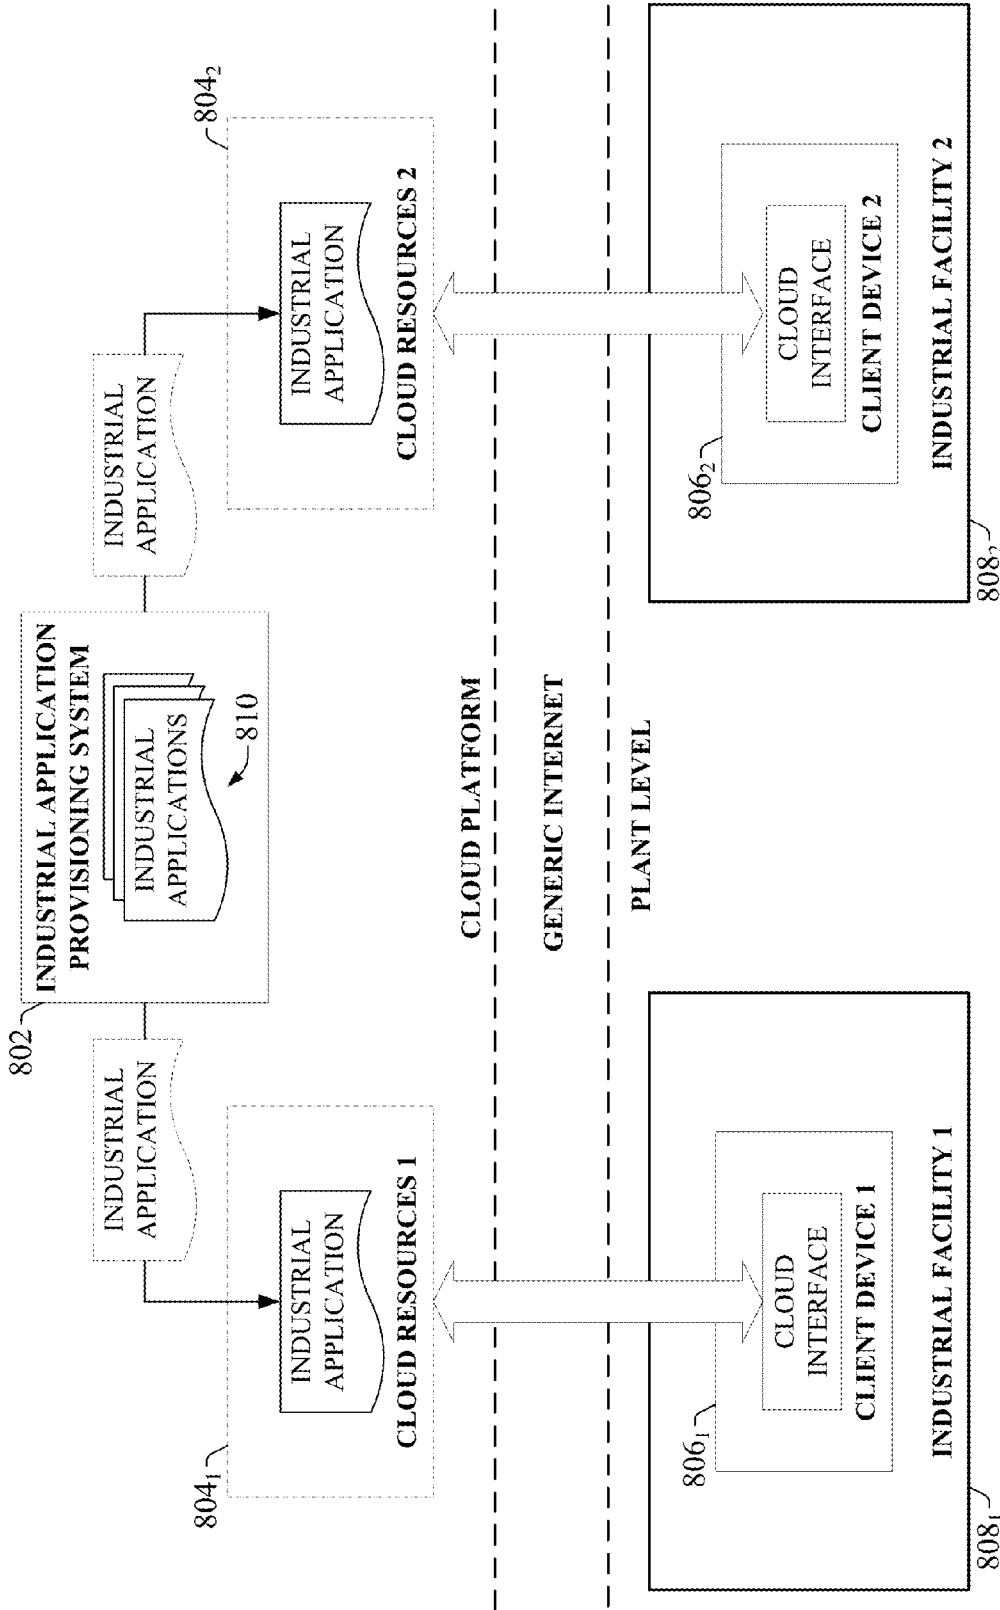 802
INDUSTRIAL APPLICATION
PROVISIONING SYSTEM
INDUSTRIAL
APPLICATIONS
810
INDUSTRIAL
APPLICATION
INDUSTRIAL
APPLICATION
804₁
INDUSTRIAL
APPLICATION
CLOUD RESOURCES 1
804₂
INDUSTRIAL
APPLICATION
CLOUD RESOURCES 2
CLOUD PLATFORM
GENERIC INTERNET
PLANT LEVEL
806₁
CLOUD
INTERFACE
CLIENT DEVICE 1
INDUSTRIAL FACILITY 1
808₁
806₂
CLOUD
INTERFACE
CLIENT DEVICE 2
INDUSTRIAL FACILITY 2
808₂